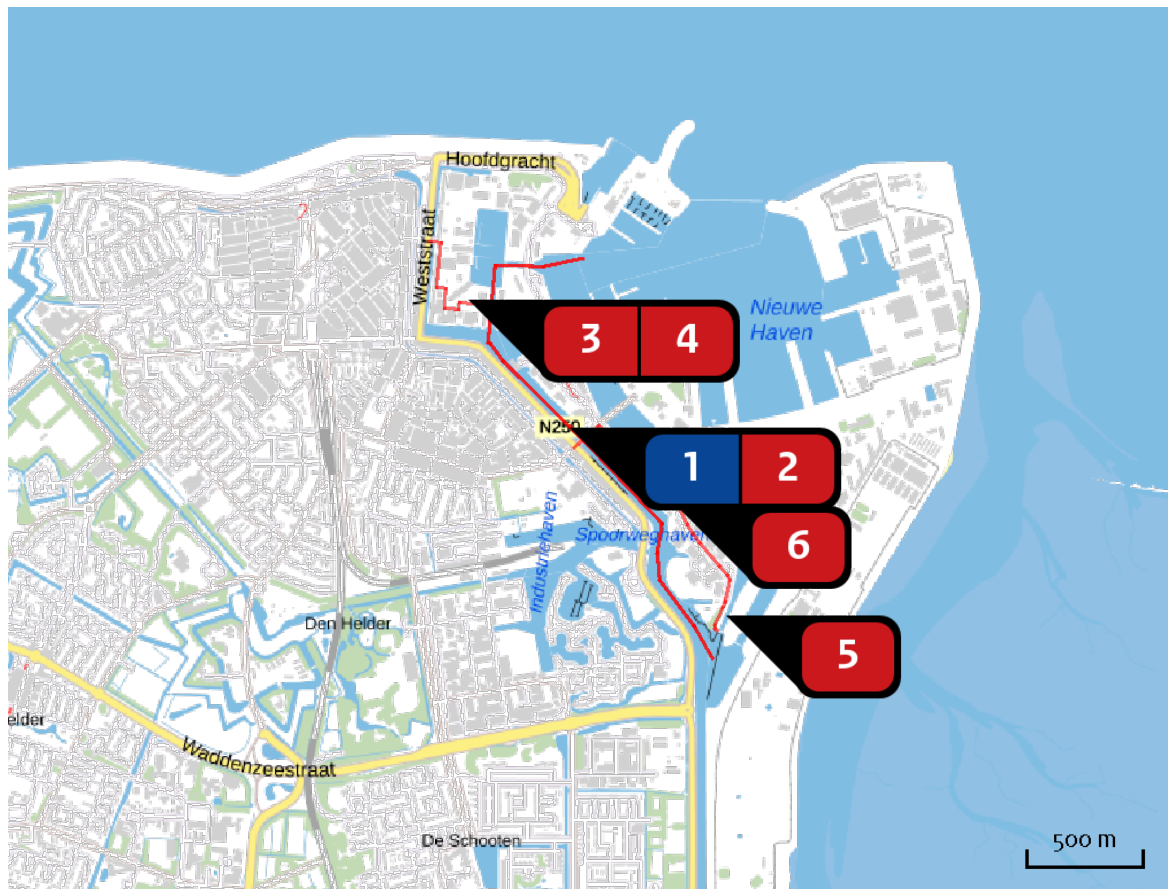 Hoofdgracht
Weststraat
Nieuwe
Haven
3 4
N250
1 2
6
Spoorweghaven
Industriehaven
Den Helder
5
elder
Waddenzeestraat
De Schooten
500 m